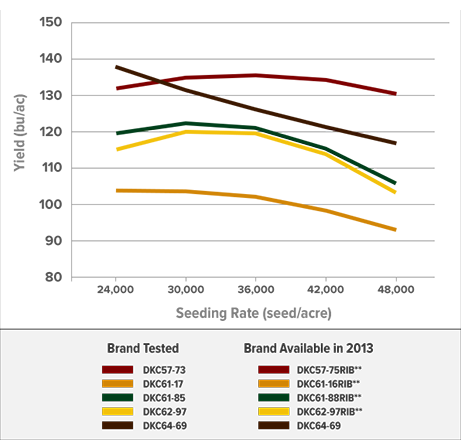 150
140
130
120
110
100
90
80
Yield (bu/ac)
24,000 30,000 36,000 42,000 48,000
Seeding Rate (seed/acre)
Brand Tested Brand Available in 2013
DKC57-73 DKC57-75RIB**
DKC61-17 DKC61-16RIB**
DKC61-85 DKC61-88RIB**
DKC62-97 DKC62-97RIB**
DKC64-69 DKC64-69